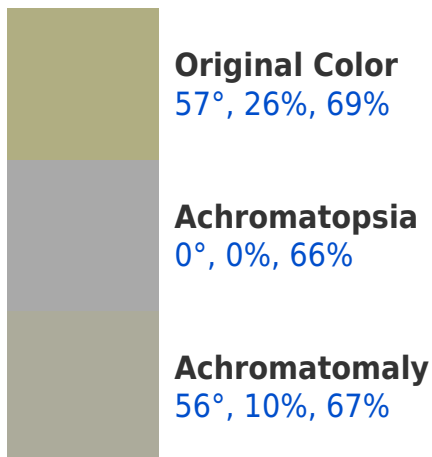 Original Color
57°, 26%, 69%
Achromatopsia
0°, 0%, 66%
Achromatomaly
56°, 10%, 67%